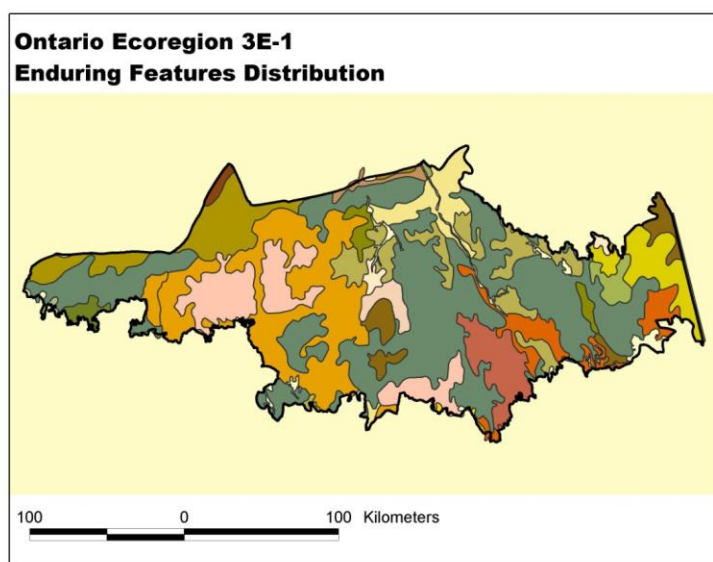 Ontario Ecoregion 3E-1
Enduring Features Distribution
100 0 100 Kilometers